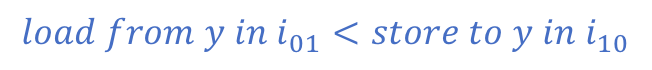 load from y in i₀₁ < store to y in i₁₀